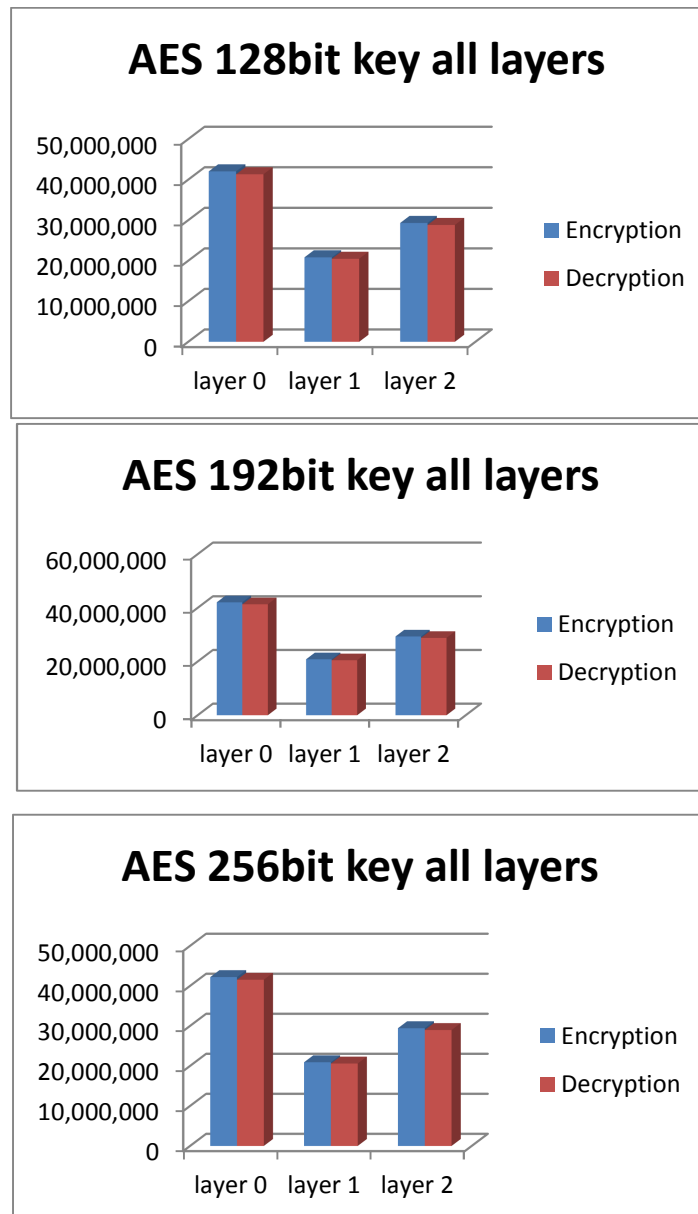 AES 128bit key all layers
50,000,000
40,000,000
30,000,000
20,000,000
10,000,000
0
layer 0 layer 1 layer 2
Encryption
Decryption
AES 192bit key all layers
60,000,000
40,000,000
20,000,000
0
layer 0 layer 1 layer 2
Encryption
Decryption
AES 256bit key all layers
50,000,000
40,000,000
30,000,000
20,000,000
10,000,000
0
layer 0 layer 1 layer 2
Encryption
Decryption